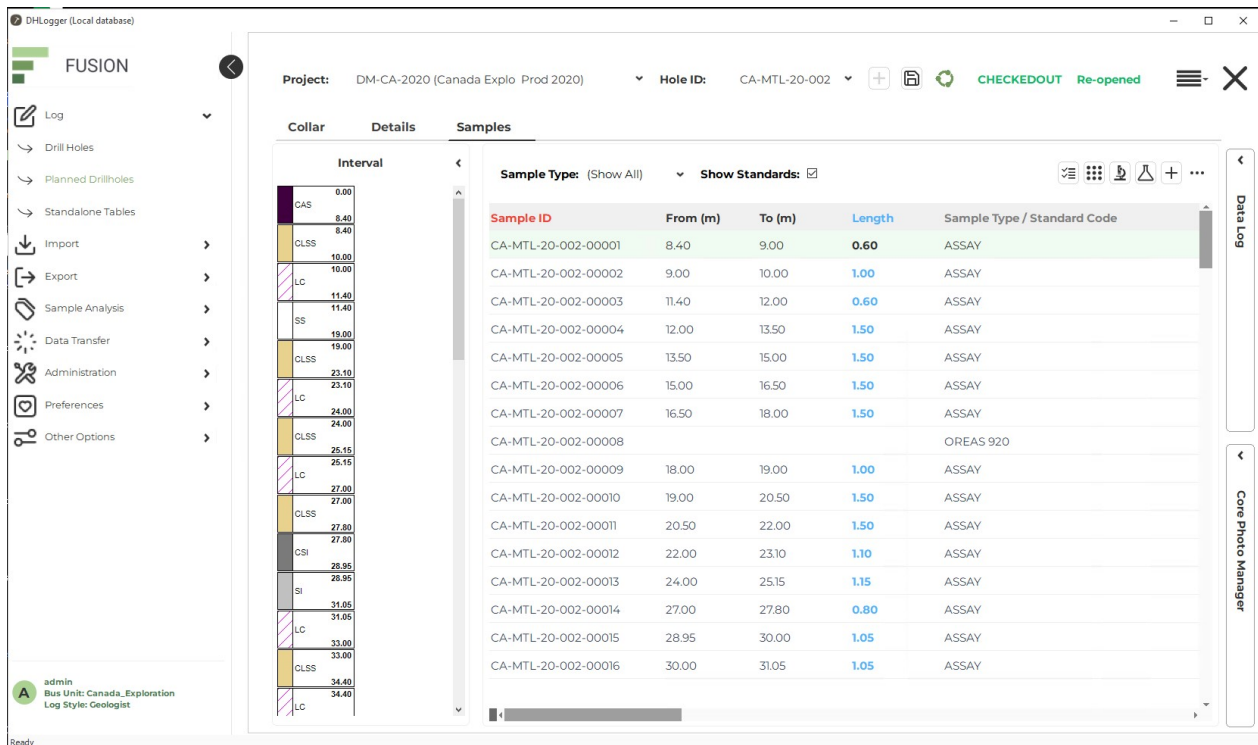 DHLogger (Local database)
FUSION
Log
Drill Holes
Planned Drillholes
Standalone Tables
Import
Export
Sample Analysis
Data Transfer
Administration
Preferences
Other Options
A
admin
Bus Unit: Canada_Exploration
Log Style: Geologist
Ready
Project: DM-CA-2020 (Canada Explo Prod 2020) Hole ID: CA-MTL-20-002 CHECKEDOUT Re-opened
Collar Details Samples
Interval
0.00
CAS
8.40
8.40
CLSS
10.00
10.00
LC
11.40
11.40
SS
19.00
19.00
CLSS
23.10
23.10
LC
24.00
24.00
CLSS
25.15
25.15
LC
27.00
27.00
CLSS
27.80
27.80
CSI
28.95
28.95
SI
31.05
31.05
LC
33.00
33.00
CLSS
34.40
34.40
LC
Sample Type: (Show All) Show Standards:
Sample ID From (m) To (m) Length Sample Type / Standard Code
CA-MTL-20-002-00001 8.40 9.00 0.60 ASSAY
CA-MTL-20-002-00002 9.00 10.00 1.00 ASSAY
CA-MTL-20-002-00003 11.40 12.00 0.60 ASSAY
CA-MTL-20-002-00004 12.00 13.50 1.50 ASSAY
CA-MTL-20-002-00005 13.50 15.00 1.50 ASSAY
CA-MTL-20-002-00006 15.00 16.50 1.50 ASSAY
CA-MTL-20-002-00007 16.50 18.00 1.50 ASSAY
CA-MTL-20-002-00008 OREAS 920
CA-MTL-20-002-00009 18.00 19.00 1.00 ASSAY
CA-MTL-20-002-00010 19.00 20.50 1.50 ASSAY
CA-MTL-20-002-00011 20.50 22.00 1.50 ASSAY
CA-MTL-20-002-00012 22.00 23.10 1.10 ASSAY
CA-MTL-20-002-00013 24.00 25.15 1.15 ASSAY
CA-MTL-20-002-00014 27.00 27.80 0.80 ASSAY
CA-MTL-20-002-00015 28.95 30.00 1.05 ASSAY
CA-MTL-20-002-00016 30.00 31.05 1.05 ASSAY
Data Log
Core Photo Manager